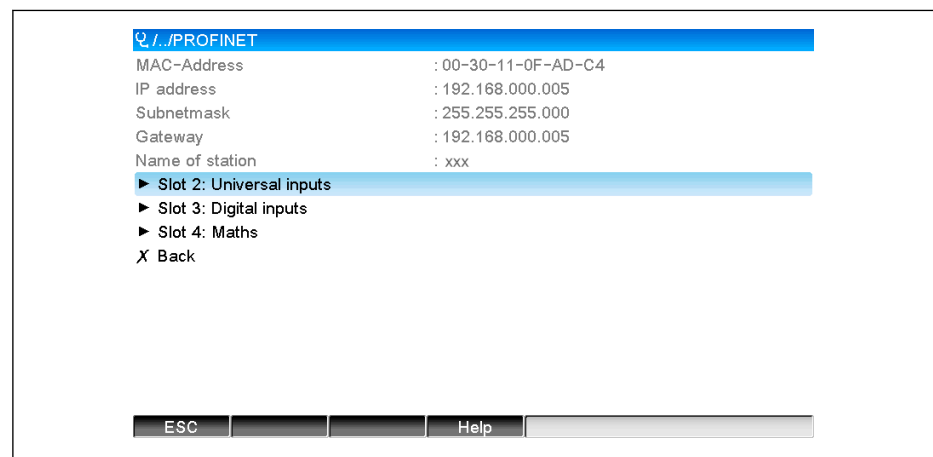 /../PROFINET
MAC-Address : 00-30-11-0F-AD-C4
IP address : 192.168.000.005
Subnetmask : 255.255.255.000
Gateway : 192.168.000.005
Name of station : xxx
► Slot 2: Universal inputs
► Slot 3: Digital inputs
► Slot 4: Maths
X Back
ESC Help